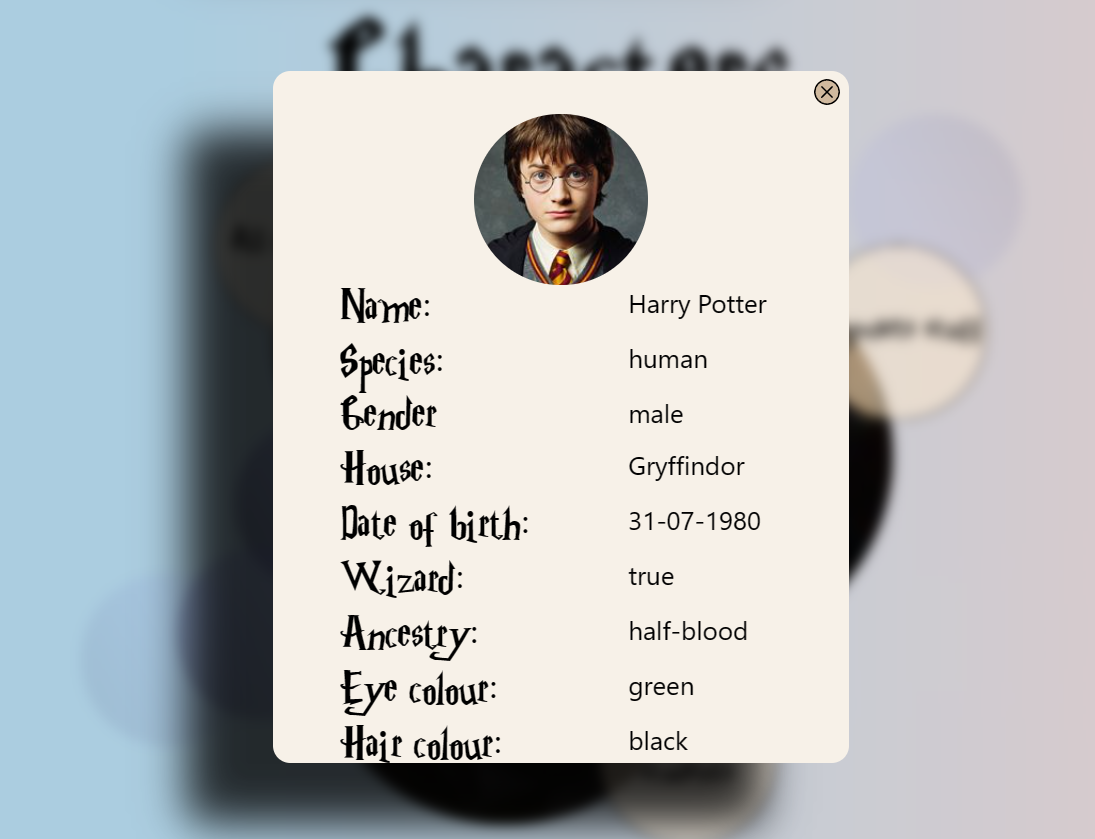 Characters
Name: Harry Potter
Species: human
Gender male
House: Gryffindor
Date of birth: 31-07-1980
Wizard: true
Ancestry: half-blood
Eye colour: green
Hair colour: black